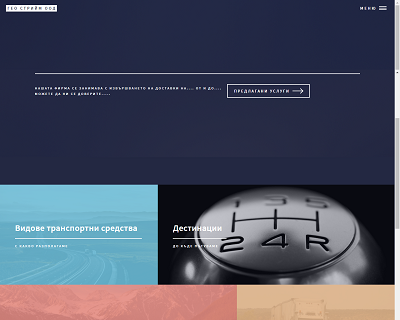 ГЕО СТРИЙМ ООД
МЕНЮ
НАШАТА ФИРМА СЕ ЗАНИМАВА С ИЗВЪРШВАНЕТО НА ДОСТАВКИ НА.... ОТ И ДО....
МОЖЕТЕ ДА НИ СЕ ДОВЕРИТЕ.....
ПРЕДЛАГАНИ УСЛУГИ
1 3 5
2 4 R
Видове транспортни средства
Дестинации
С КАКВО РАЗПОЛАГАМЕ
ДО КЪДЕ ПЪТУВАМЕ